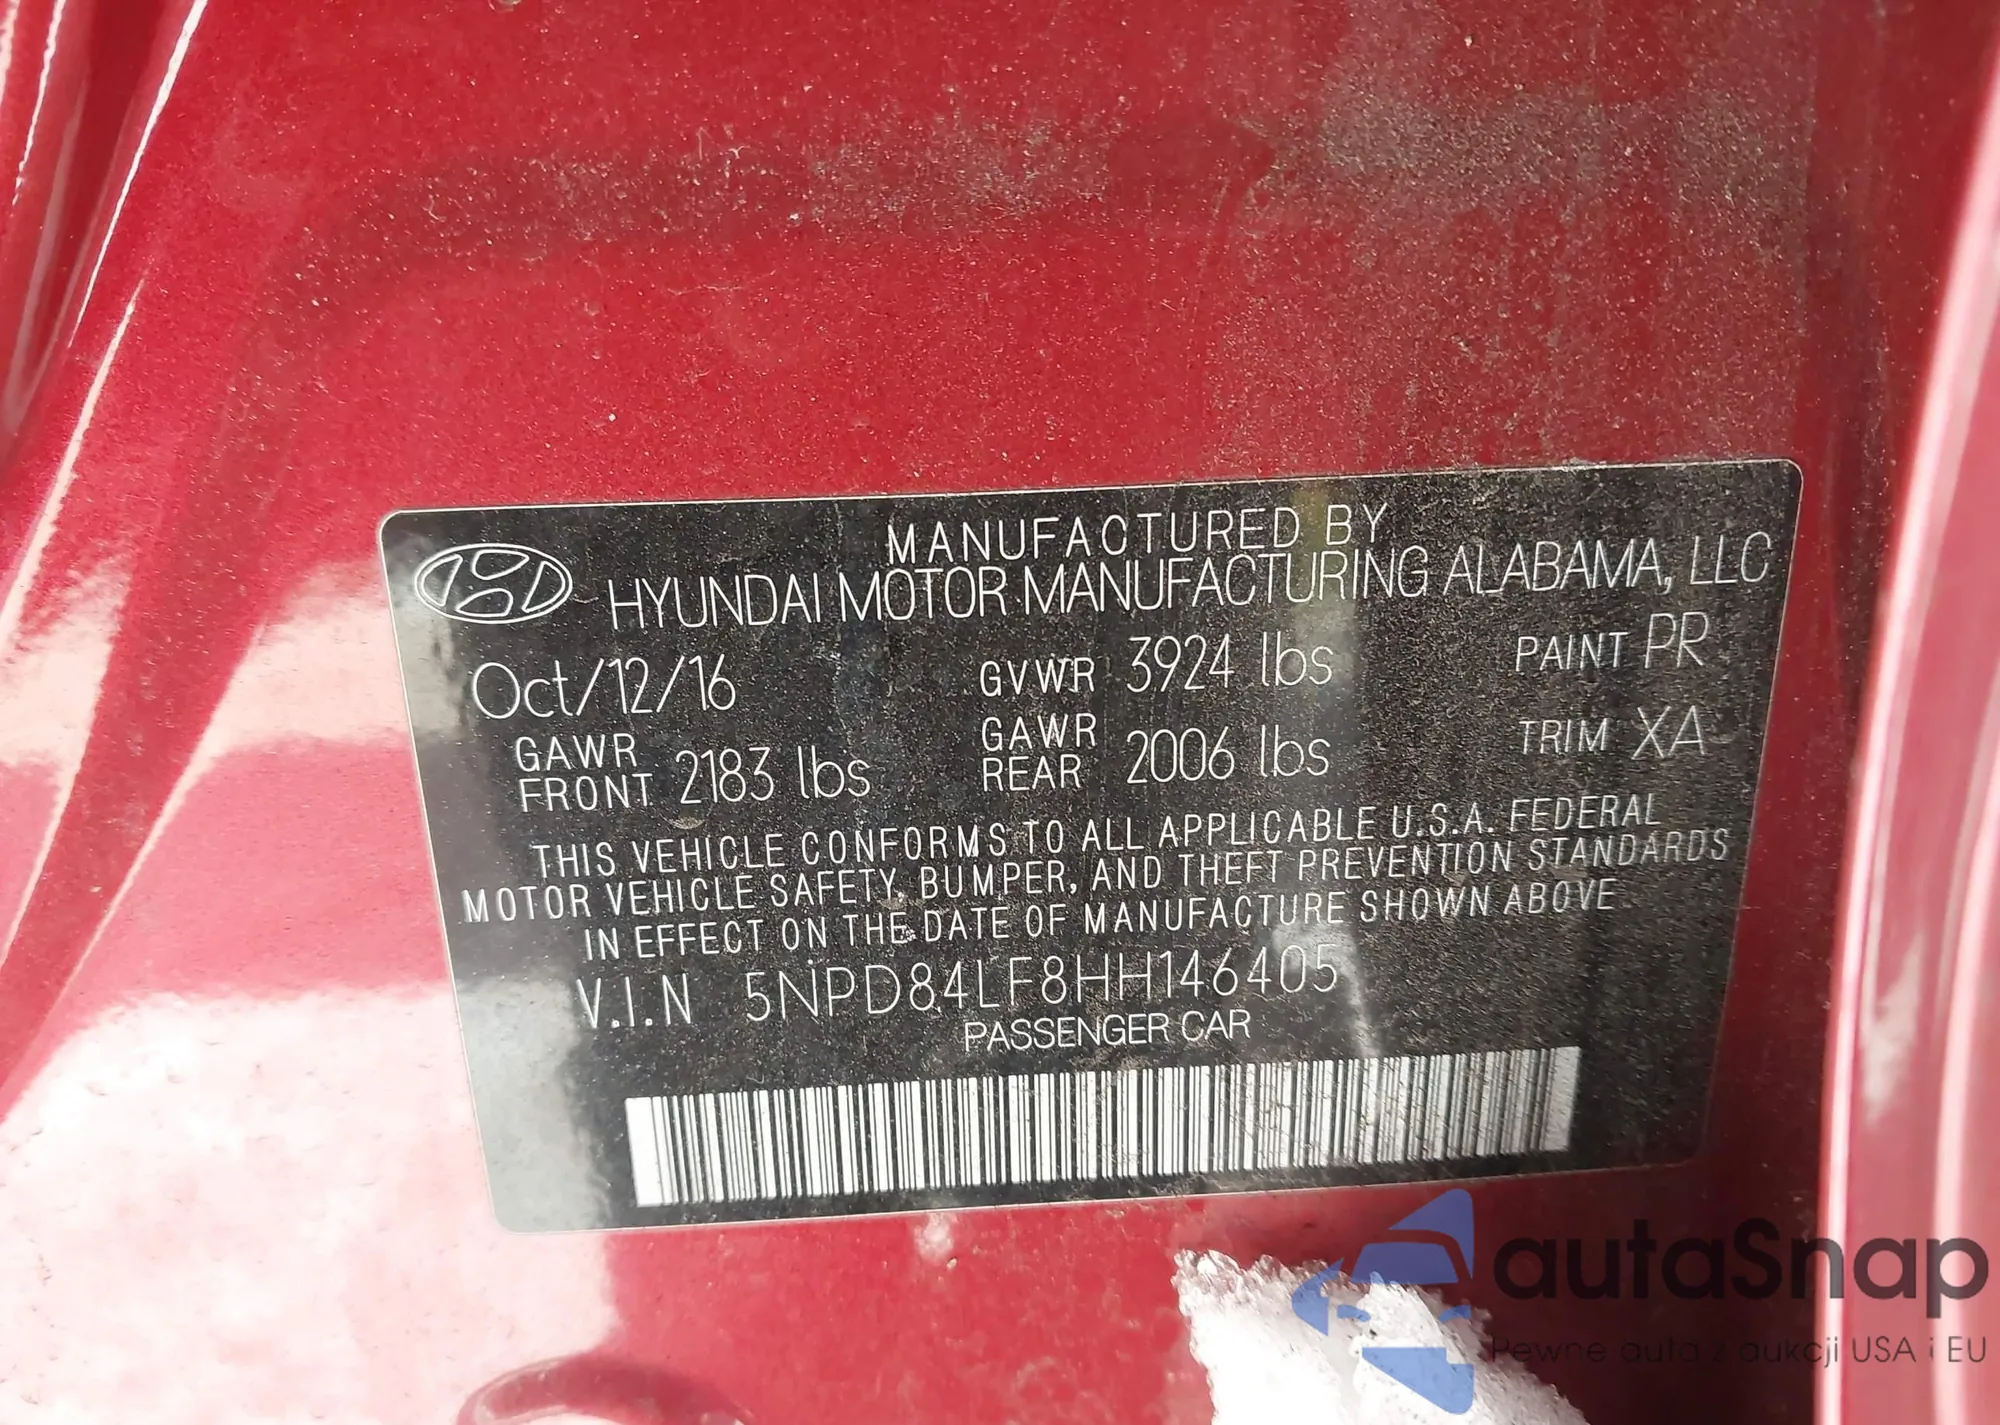 MANUFACTURED BY
HYUNDAI MOTOR MANUFACTURING ALABAMA, LLC
Oct/12/16 GVWR 3924 lbs PAINT PR
GAWR FRONT 2183 lbs GAWR REAR 2006 lbs TRIM XA
THIS VEHICLE CONFORMS TO ALL APPLICABLE U.S.A. FEDERAL
MOTOR VEHICLE SAFETY, BUMPER, AND THEFT PREVENTION STANDARDS
IN EFFECT ON THE DATE OF MANUFACTURE SHOWN ABOVE
V.I.N 5NPD84LF8HH146405
PASSENGER CAR
autaSnap
Pewne auta z aukcji USA i EU